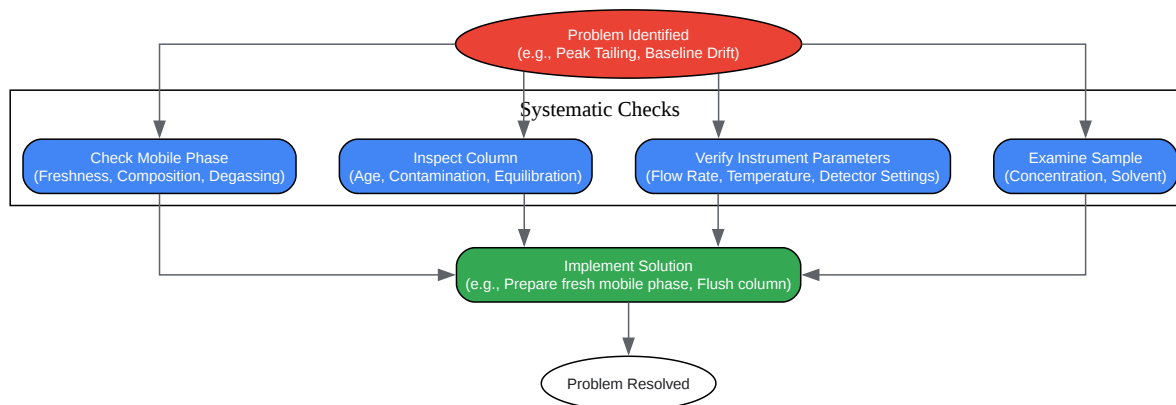 Problem Identified
(e.g., Peak Tailing, Baseline Drift)
Systematic Checks
Check Mobile Phase
(Freshness, Composition, Degassing)
Inspect Column
(Age, Contamination, Equilibration)
Verify Instrument Parameters
(Flow Rate, Temperature, Detector Settings)
Examine Sample
(Concentration, Solvent)
Implement Solution
(e.g., Prepare fresh mobile phase, Flush column)
Problem Resolved